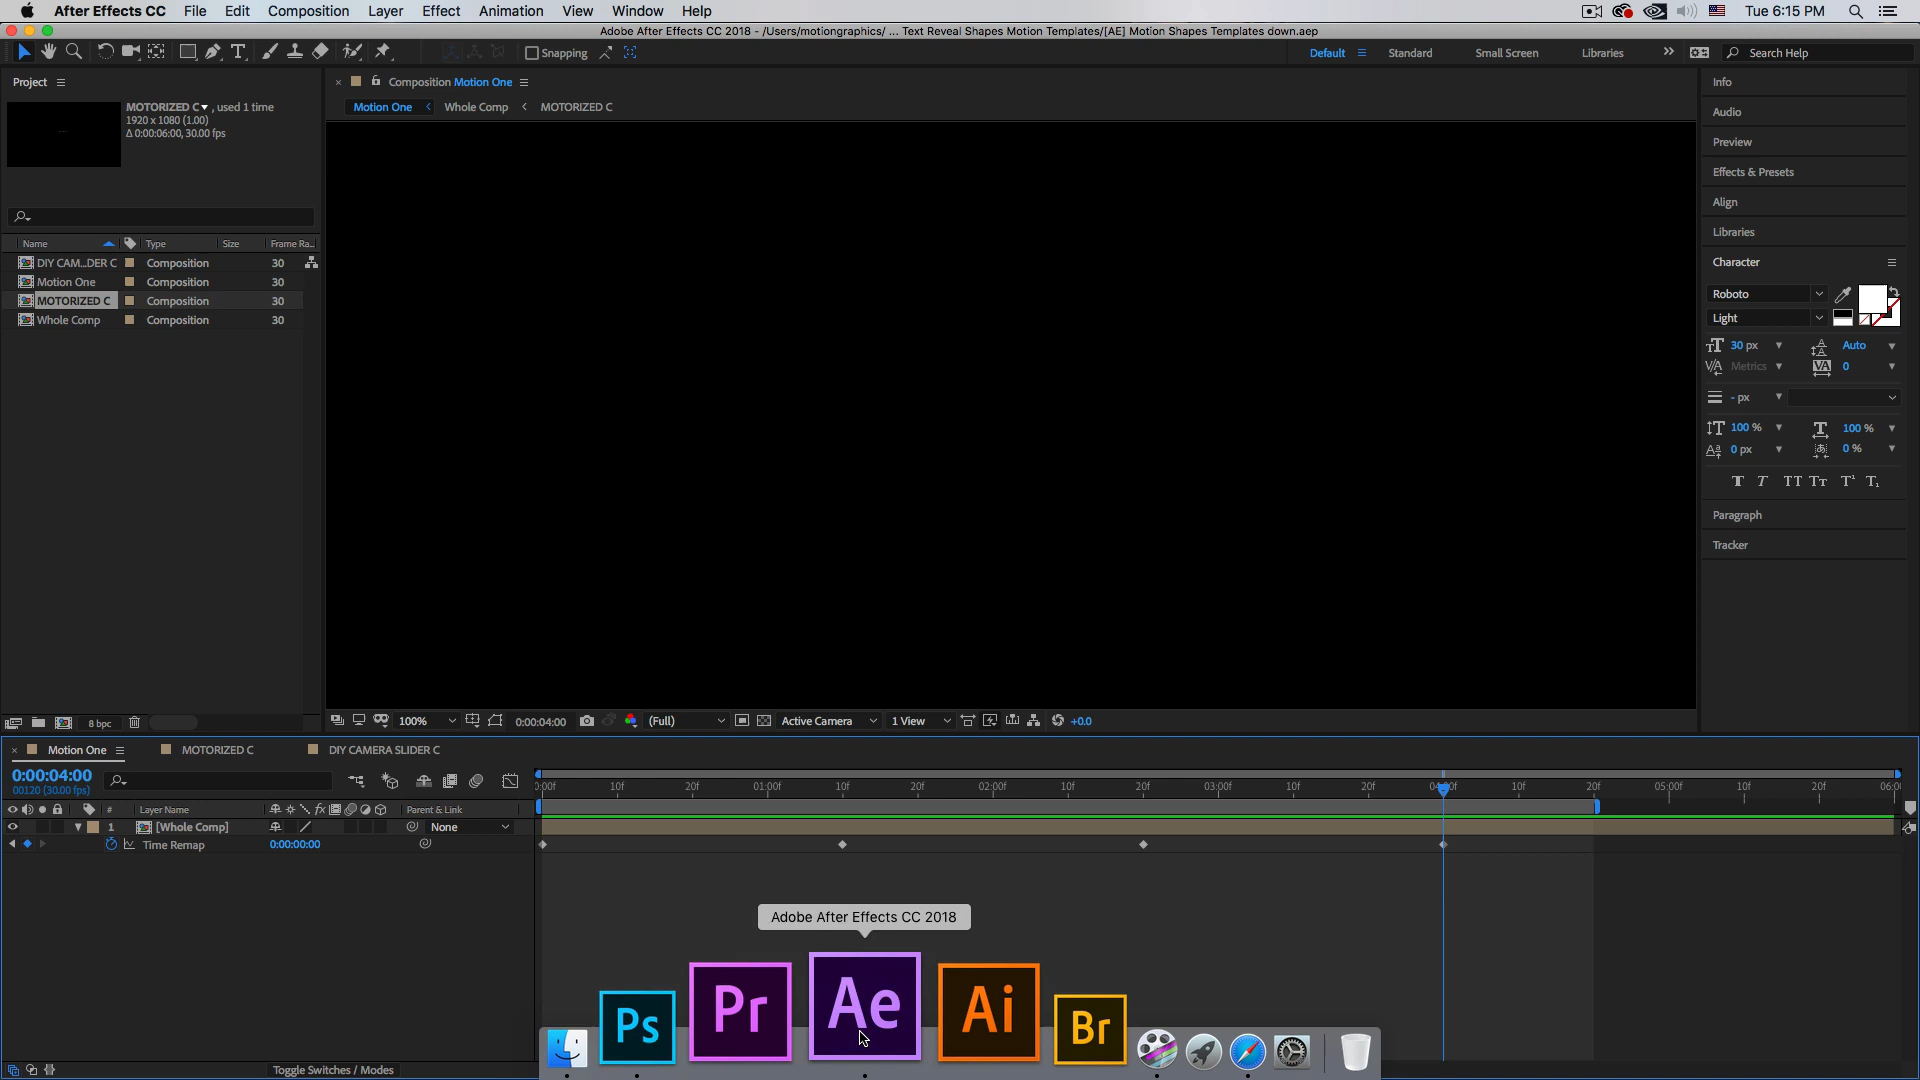 After Effects CC File Edit Composition Layer Effect Animation View Window Help Tue 6:15 PM
Adobe After Effects CC 2018 - /Users/motiongraphics/ ... Text Reveal Shapes Motion Templates/[AE] Motion Shapes Templates down.aep
Snapping Default Standard Small Screen Libraries Search Help
Project
Composition Motion One
Info
MOTORIZED C , used 1 time
1920 x 1080 (1.00)
Δ 0:00:06:00, 30.00 fps
Motion One Whole Comp MOTORIZED C
Audio
Preview
Effects & Presets
Align
Libraries
Name Type Size Frame Ra...
DIY CAM...DER C Composition 30
Motion One Composition 30
MOTORIZED C Composition 30
Whole Comp Composition 30
Character
Roboto
Light
30 px Auto
Metrics 0
- px
100 % 100 %
0 px 0 %
Paragraph
Tracker
8 bpc
100% 0:00:04:00 (Full) Active Camera 1 View +0.0
Motion One MOTORIZED C DIY CAMERA SLIDER C
0:00:04:00
00120 (30.00 fps)
10f 20f 01:00f 10f 20f 02:00f 10f 20f 03:00f 10f 20f 10f 20f 05:00f 10f 20f
# Layer Name Parent & Link
1 [Whole Comp] None
Time Remap 0:00:00:00
Adobe After Effects CC 2018
Ps Pr Ae Ai Br
Toggle Switches / Modes